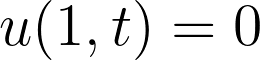 u(1, t) = 0